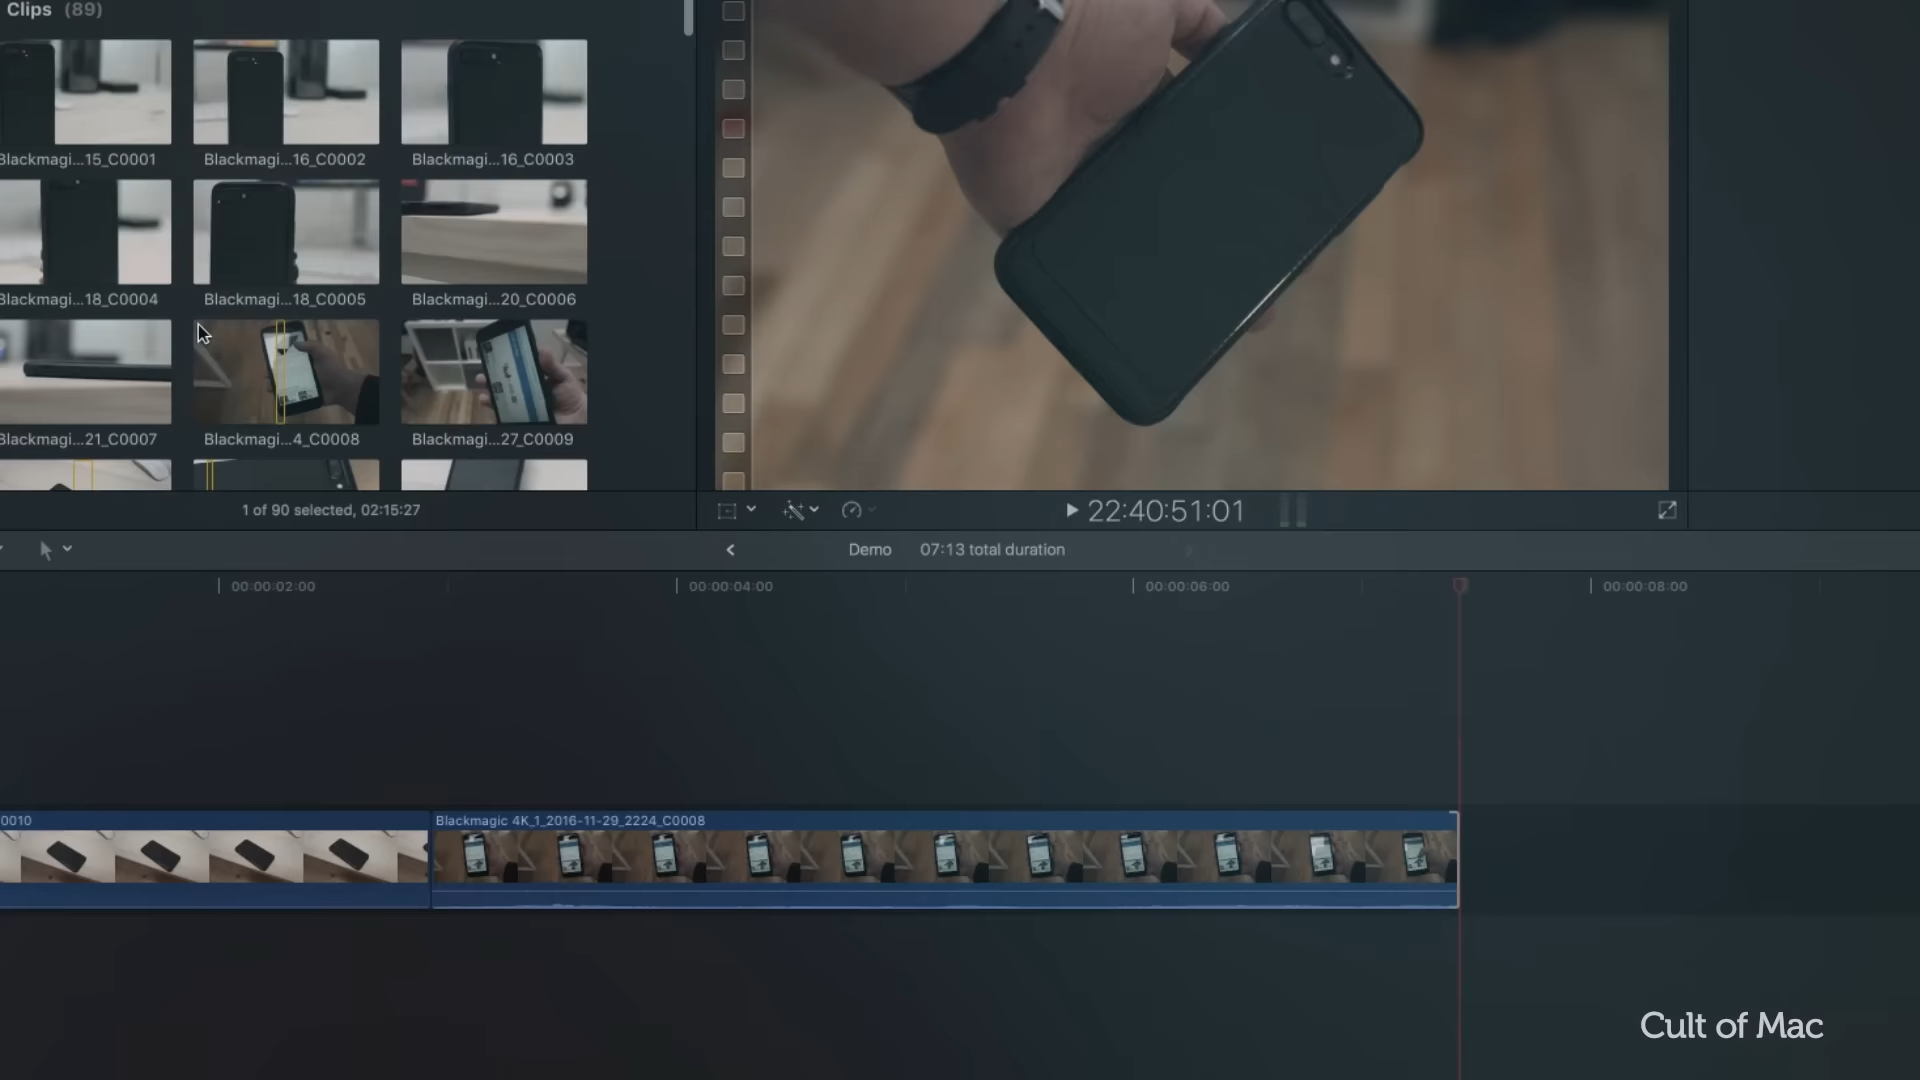 Clips (89)
Blackmagi...15_C0001
Blackmagi...16_C0002
Blackmagi...16_C0003
Blackmagi...18_C0004
Blackmagi...18_C0005
Blackmagi...20_C0006
Blackmagi...21_C0007
Blackmagi...4_C0008
Blackmagi...27_C0009
1 of 90 selected, 02:15:27
22:40:51:01
Demo 07:13 total duration
00:00:02:00
00:00:04:00
00:00:06:00
00:00:08:00
0010
Blackmagic 4K_1_2016-11-29_2224_C0008
Cult of Mac